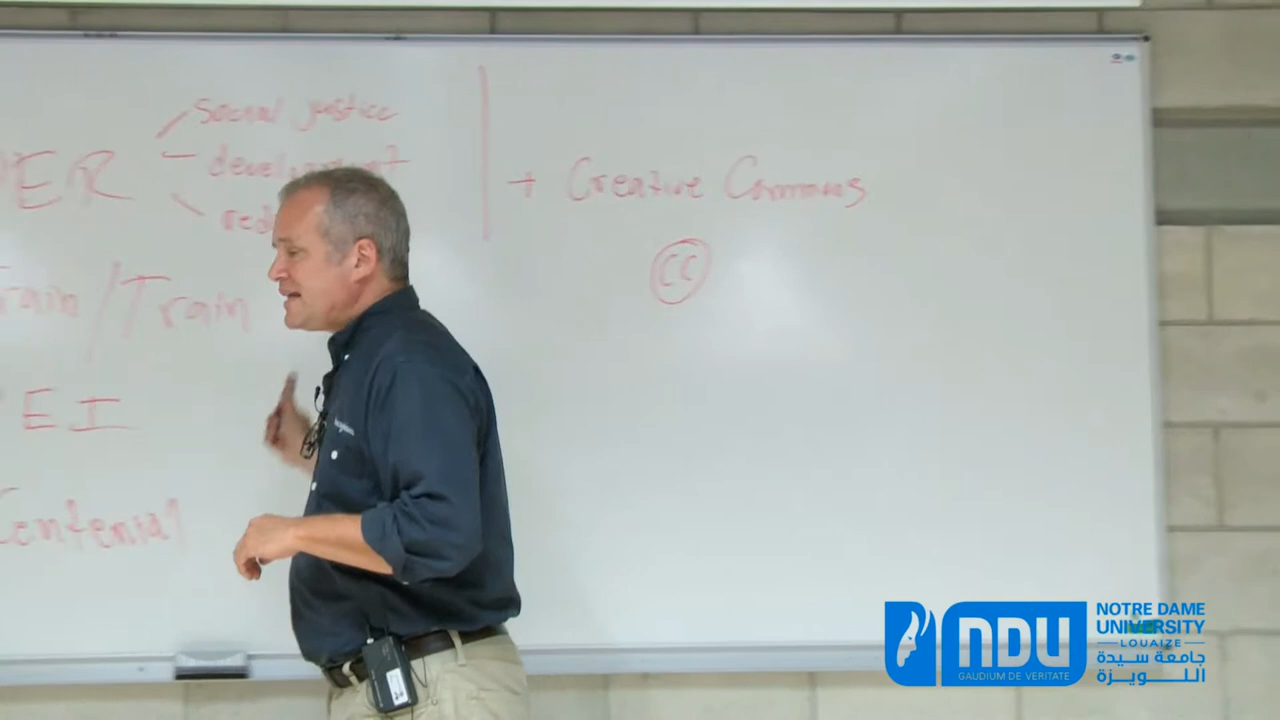 social justice
development
ER
+ Creative Commons
CC
Train
EI
Centenial
NDU
GAUDIUM DE VERITATE
NOTRE DAME
UNIVERSITY
LOUAIZE
جامعة سيدة
اللويزة